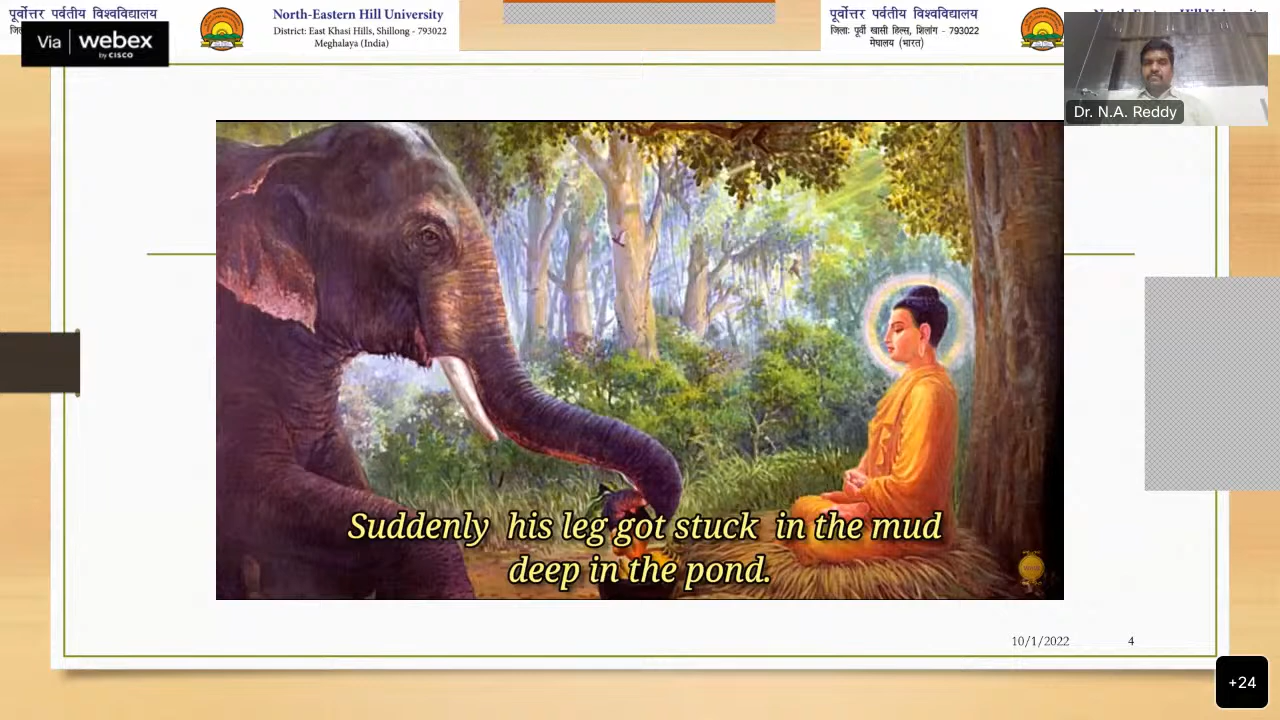 पूर्वोत्तर पर्वतीय विश्वविद्यालय
Via webex
by CISCO
North-Eastern Hill University
District: East Khasi Hills, Shillong - 793022
Meghalaya (India)
पूर्वोत्तर पर्वतीय विश्वविद्यालय
जिला: पूर्वी खासी हिल्स, शिलांग - 793022
मेघालय (भारत)
Dr. N.A. Reddy
Suddenly his leg got stuck in the mud
deep in the pond.
10/1/2022 4
+24